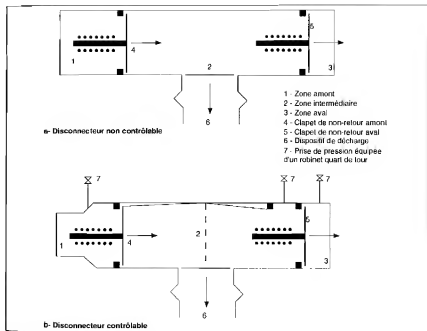 1
4
2
5
3
6
a- Disconnecteur non contrôlable
1 - Zone amont
2 - Zone intermédiaire
3 - Zone aval
4 - Clapet de non-retour amont
5 - Clapet de non-retour aval
6 - Dispositif de décharge
7 - Prise de pression équipée
d'un robinet quart de tour
7
7
7
1
4
2
5
3
6
b- Disconnecteur contrôlable